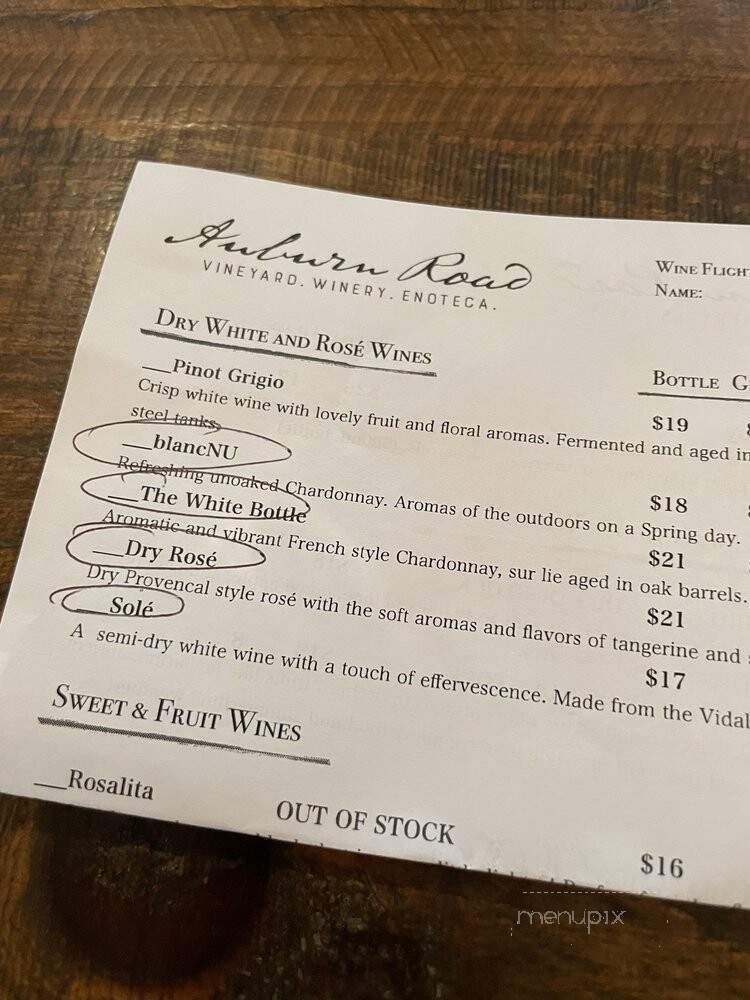 Auburn Road
VINEYARD. WINERY. ENOTECA.
WINE FLIGH
NAME:
DRY WHITE AND ROSÉ WINES
BOTTLE G
__Pinot Grigio
$19
Crisp white wine with lovely fruit and floral aromas. Fermented and aged in
steel tanks.
__blancNU
$18
Refreshing unoaked Chardonnay. Aromas of the outdoors on a Spring day.
__The White Bottle
$21
Aromatic and vibrant French style Chardonnay, sur lie aged in oak barrels.
__Dry Rosé
$21
Dry Provencal style rosé with the soft aromas and flavors of tangerine and
__Solé
$17
A semi-dry white wine with a touch of effervescence. Made from the Vidal
SWEET & FRUIT WINES
__Rosalita
OUT OF STOCK
$16
menupix